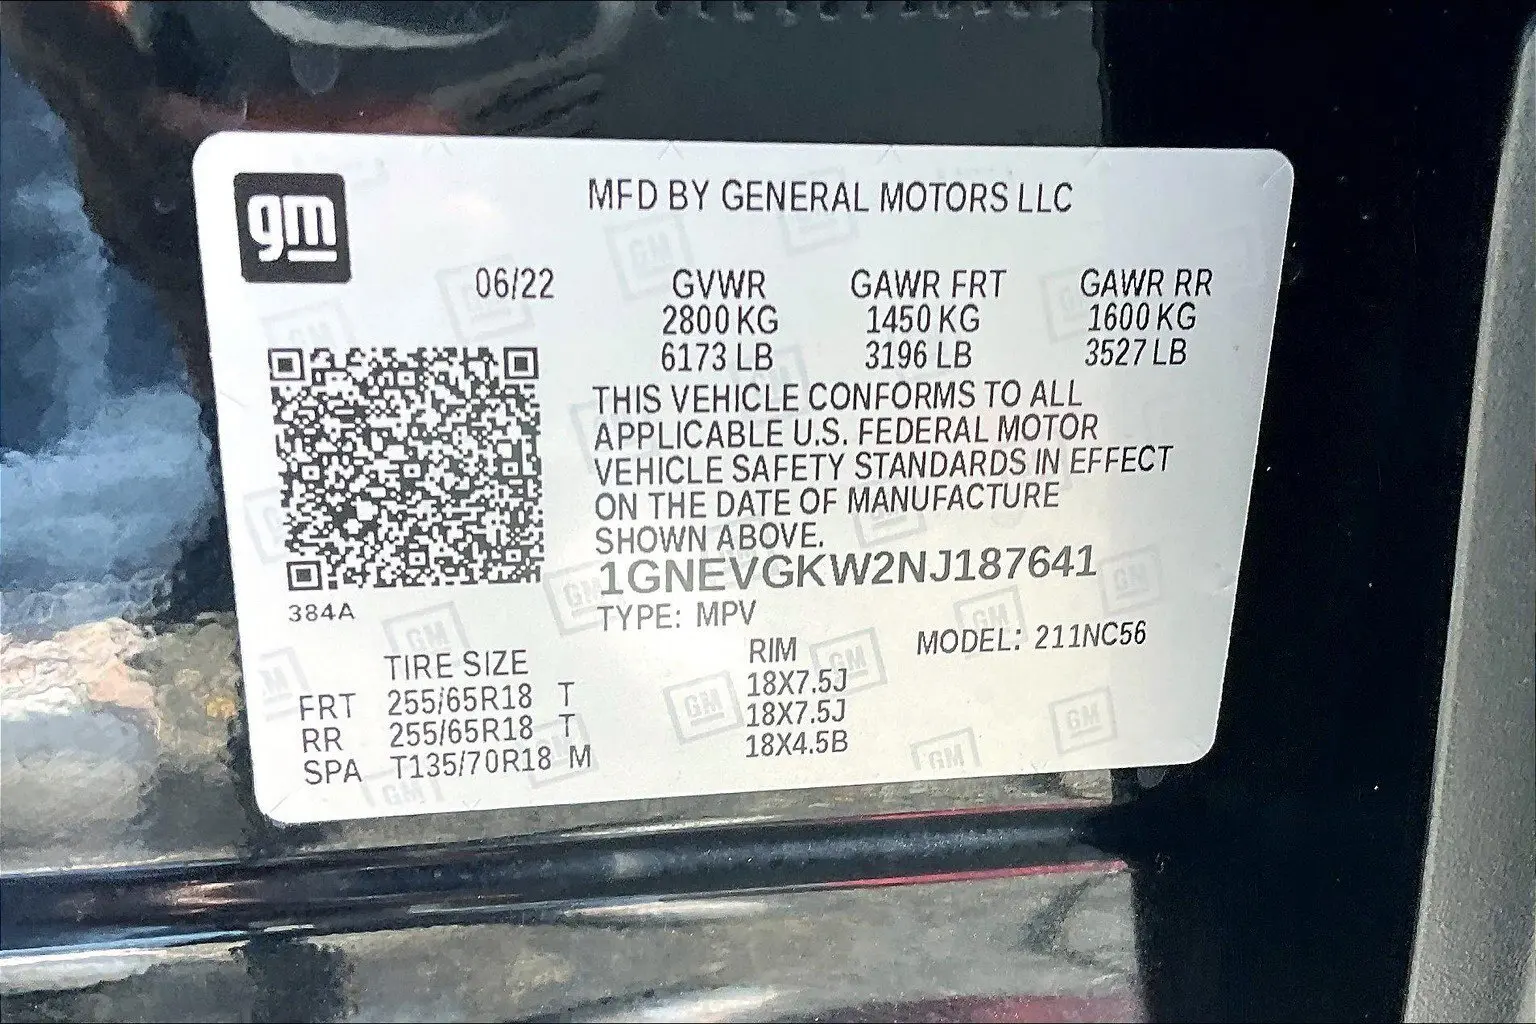 gm
MFD BY GENERAL MOTORS LLC
06/22 GVWR GAWR FRT GAWR RR
2800 KG 1450 KG 1600 KG
6173 LB 3196 LB 3527 LB
THIS VEHICLE CONFORMS TO ALL
APPLICABLE U.S. FEDERAL MOTOR
VEHICLE SAFETY STANDARDS IN EFFECT
ON THE DATE OF MANUFACTURE
SHOWN ABOVE.
1GNEVGKW2NJ187641
384A
TYPE: MPV
MODEL: 211NC56
TIRE SIZE RIM
FRT 255/65R18 T 18X7.5J
RR 255/65R18 T 18X7.5J
SPA T135/70R18 M 18X4.5B